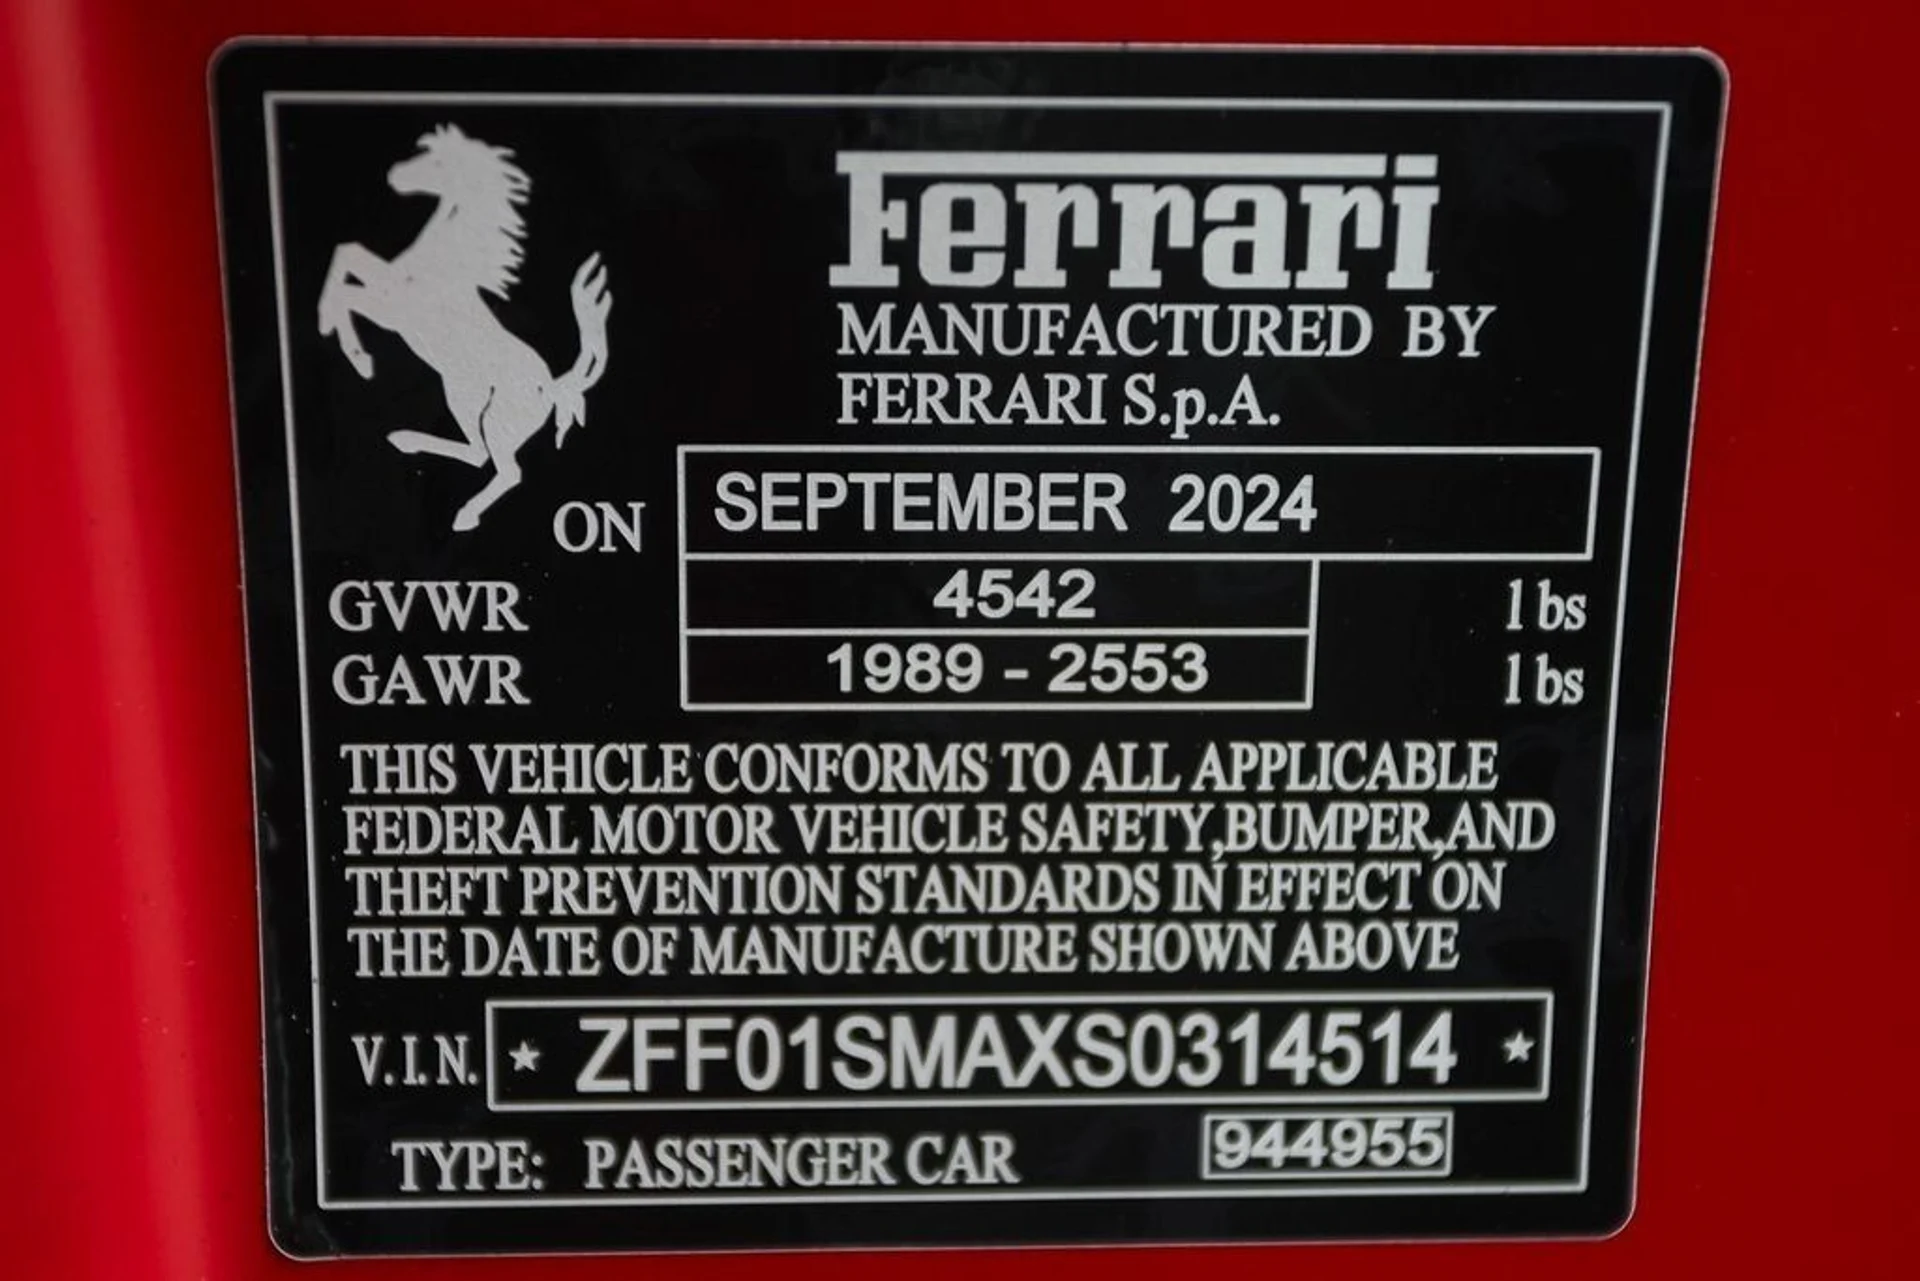 Ferrari
MANUFACTURED BY
FERRARI S.p.A.
ON SEPTEMBER 2024
GVWR 4542 lbs
GAWR 1989 - 2553 lbs
THIS VEHICLE CONFORMS TO ALL APPLICABLE
FEDERAL MOTOR VEHICLE SAFETY,BUMPER,AND
THEFT PREVENTION STANDARDS IN EFFECT ON
THE DATE OF MANUFACTURE SHOWN ABOVE
V.I.N. ★ ZFF01SMAXS0314514 ★
TYPE: PASSENGER CAR 944955